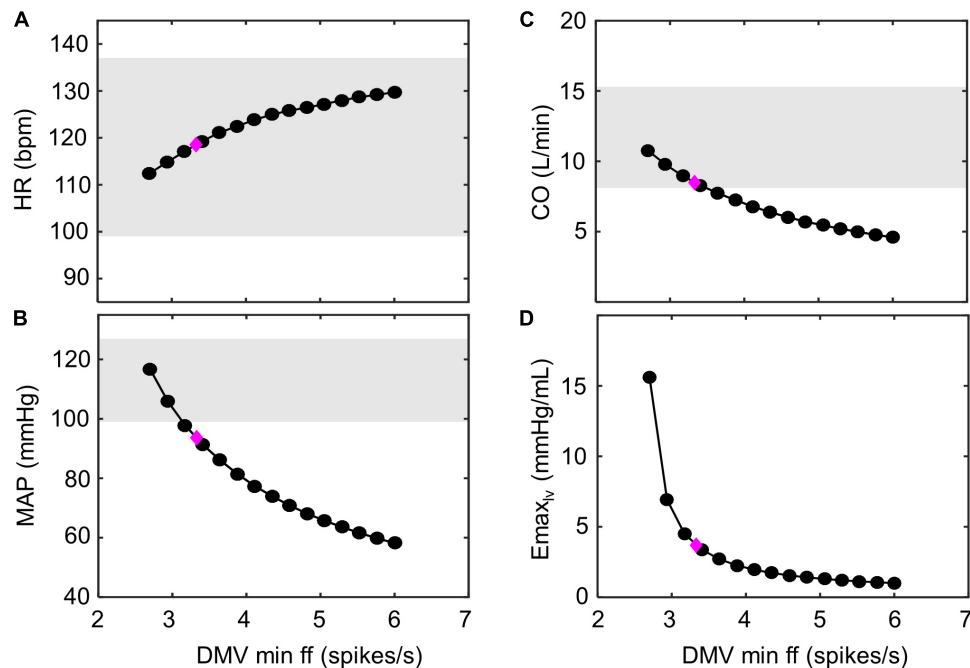 A
140
130
120
110
100
90
HR (bpm)
C
20
15
10
5
CO (L/min)
B
120
100
80
60
40
MAP (mmHg)
2 3 4 5 6 7
DMV min ff (spikes/s)
D
15
10
5
0
Emaxlv (mmHg/mL)
2 3 4 5 6 7
DMV min ff (spikes/s)